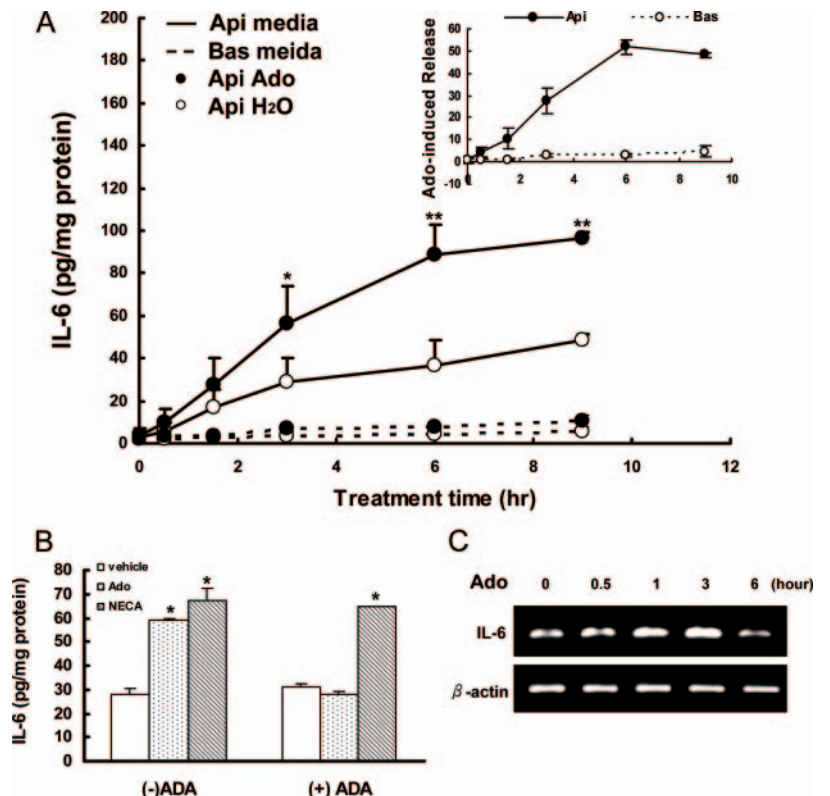 A
Api media
Bas meida
Api Ado
Api H2O
200
180
160
140
120
100
80
60
40
20
0
IL-6 (pg/mg protein)
0 2 4 6 8 10 12
Treatment time (hr)
*
**
**
Api Bas
60
50
40
30
20
10
0
-10
Ado-induced Release
0 2 4 6 8 10
B
vehicle
Ado
NECA
80
70
60
50
40
30
20
10
0
IL-6 (pg/mg protein)
* * *
(-)ADA (+) ADA
C
Ado 0 0.5 1 3 6 (hour)
IL-6
β-actin